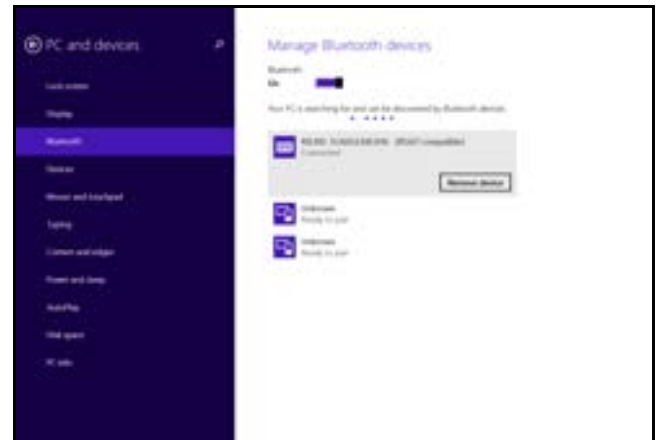 PC and devices
Lock screen
Display
Bluetooth
Devices
Mouse and touchpad
Typing
Corners and edges
Power and sleep
AutoPlay
Disk space
PC info
Manage Bluetooth devices
Bluetooth
On
Your PC is searching for and can be discovered by Bluetooth devices.
Connected
Remove device
Unknown
Ready to pair
Unknown
Ready to pair